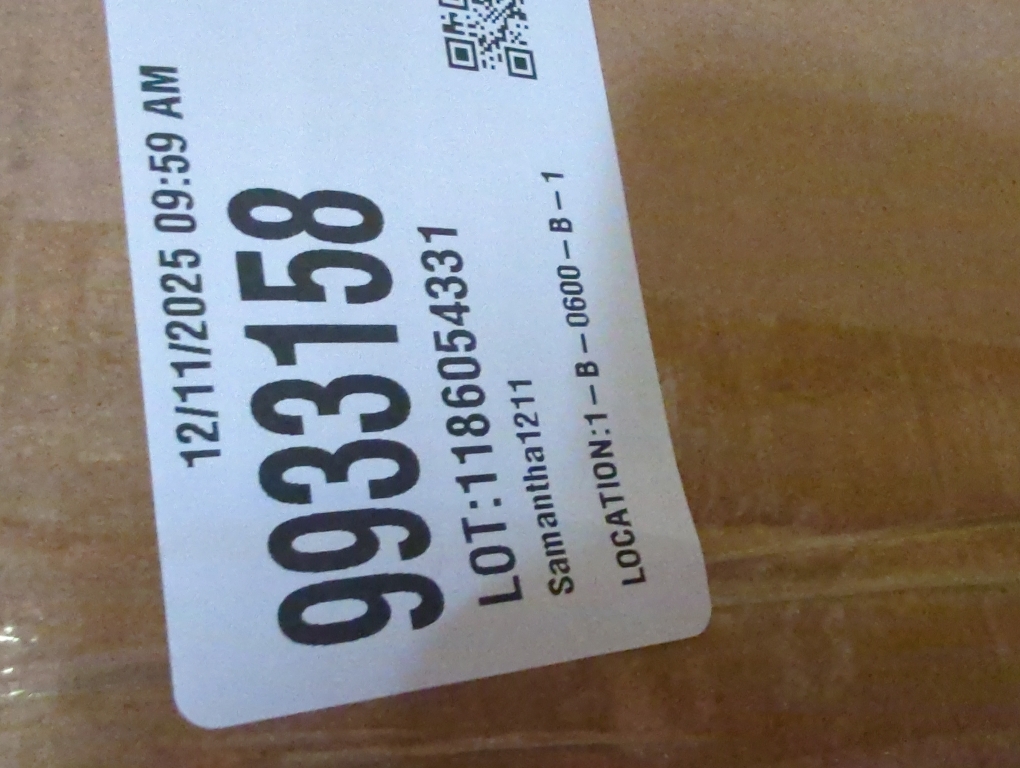 12/11/2025 09:59 AM
9933158
LOT:1186054331
Samantha1211
LOCATION:1-B-0600-B-1